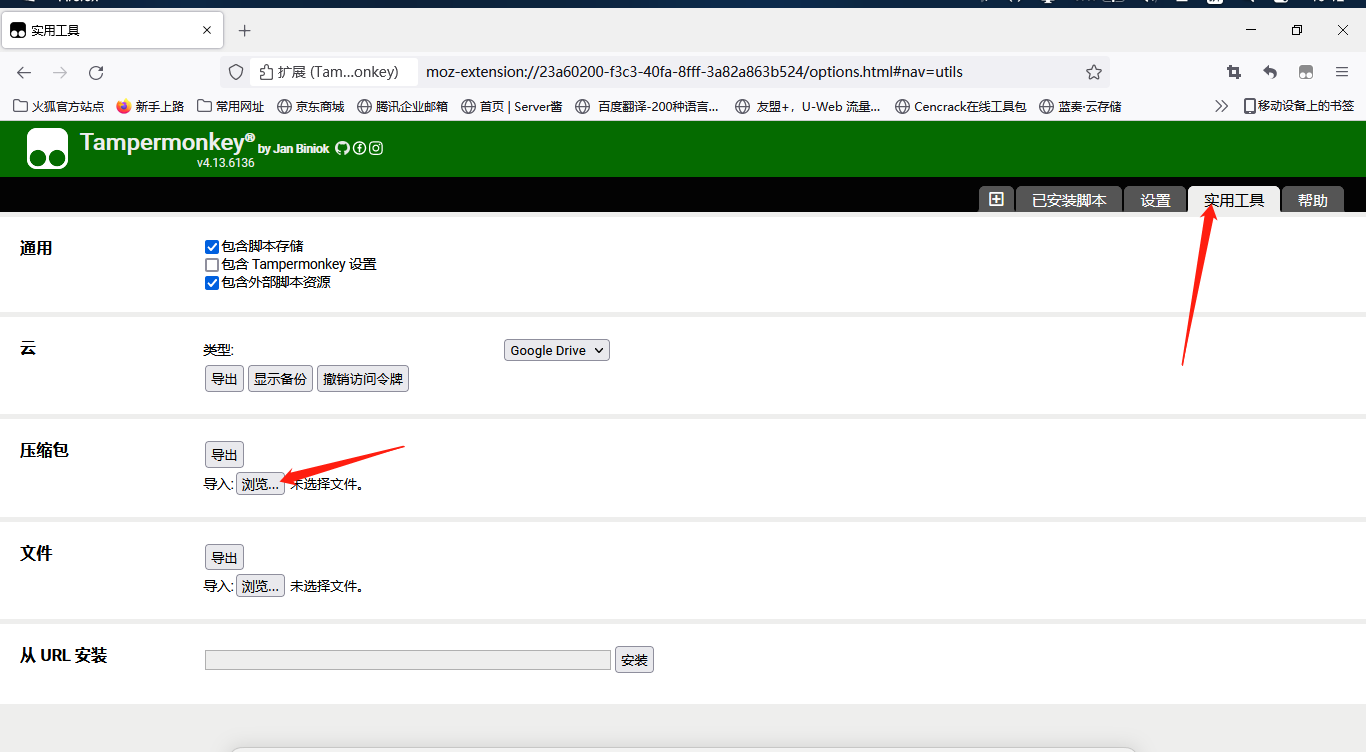 实用工具
扩展 (Tam...onkey)
moz-extension://23a60200-f3c3-40fa-8fff-3a82a863b524/options.html#nav=utils
火狐官方站点 新手上路 常用网址 京东商城 腾讯企业邮箱 首页 | Server酱 百度翻译-200种语言... 友盟+，U-Web 流量... Cencrack在线工具包 蓝奏·云存储 移动设备上的书签
Tampermonkey® by Jan Biniok
v4.13.6136
已安装脚本 设置 实用工具 帮助
通用
包含脚本存储
包含 Tampermonkey 设置
包含外部脚本资源
云
类型: Google Drive
导出 显示备份 撤销访问令牌
压缩包
导出
导入: 浏览... 未选择文件。
文件
导出
导入: 浏览... 未选择文件。
从 URL 安装
安装